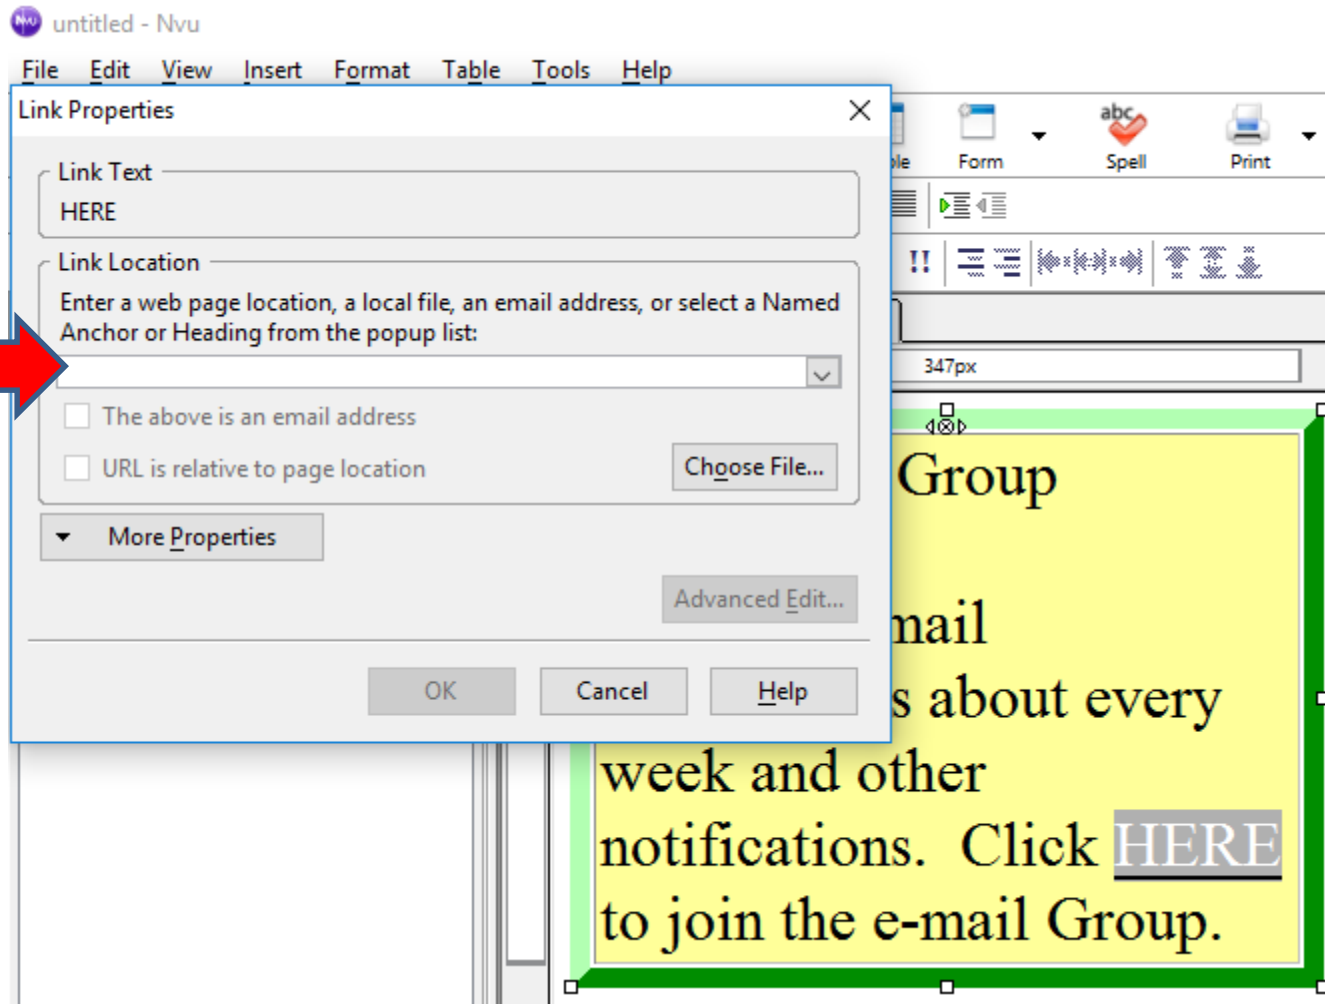 Nvu
untitled - Nvu
File Edit View Insert Format Table Tools Help
Link Properties
abc
le Form Spell Print
Link Text
HERE
Link Location
Enter a web page location, a local file, an email address, or select a Named
Anchor or Heading from the popup list:
347px
The above is an email address
URL is relative to page location
Choose File...
More Properties
Advanced Edit...
OK Cancel Help
!!
Group
mail
s about every
week and other
notifications. Click HERE
to join the e-mail Group.